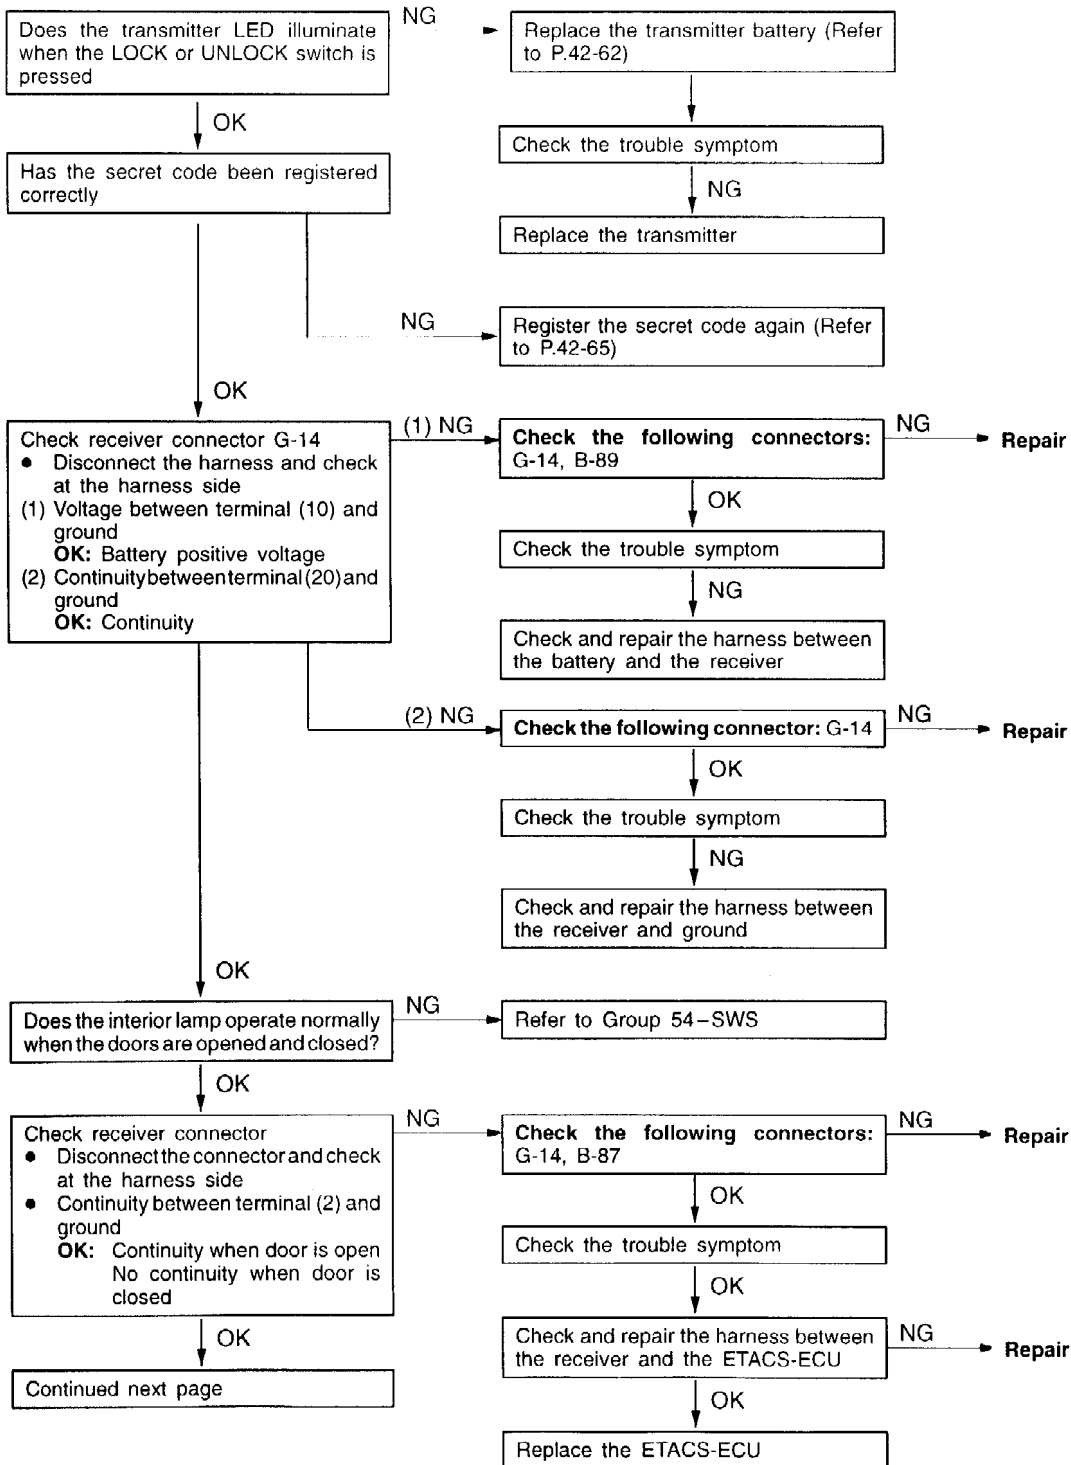 Does the transmitter LED illuminate
when the LOCK or UNLOCK switch is
pressed
NG
Replace the transmitter battery (Refer
to P.42-62)
OK
Check the trouble symptom
NG
Replace the transmitter
Has the secret code been registered
correctly
NG
Register the secret code again (Refer
to P.42-65)
OK
Check receiver connector G-14
● Disconnect the harness and check
at the harness side
(1) Voltage between terminal (10) and
ground
OK: Battery positive voltage
(2) Continuity between terminal (20) and
ground
OK: Continuity
(1) NG
Check the following connectors:
G-14, B-89
NG
Repair
OK
Check the trouble symptom
NG
Check and repair the harness between
the battery and the receiver
(2) NG
Check the following connector: G-14
NG
Repair
OK
Check the trouble symptom
NG
Check and repair the harness between
the receiver and ground
OK
Does the interior lamp operate normally
when the doors are opened and closed?
NG
Refer to Group 54–SWS
OK
Check receiver connector
● Disconnect the connector and check
at the harness side
● Continuity between terminal (2) and
ground
OK: Continuity when door is open
No continuity when door is
closed
NG
Check the following connectors:
G-14, B-87
NG
Repair
OK
Check the trouble symptom
OK
Check and repair the harness between
the receiver and the ETACS-ECU
NG
Repair
OK
Replace the ETACS-ECU
OK
Continued next page